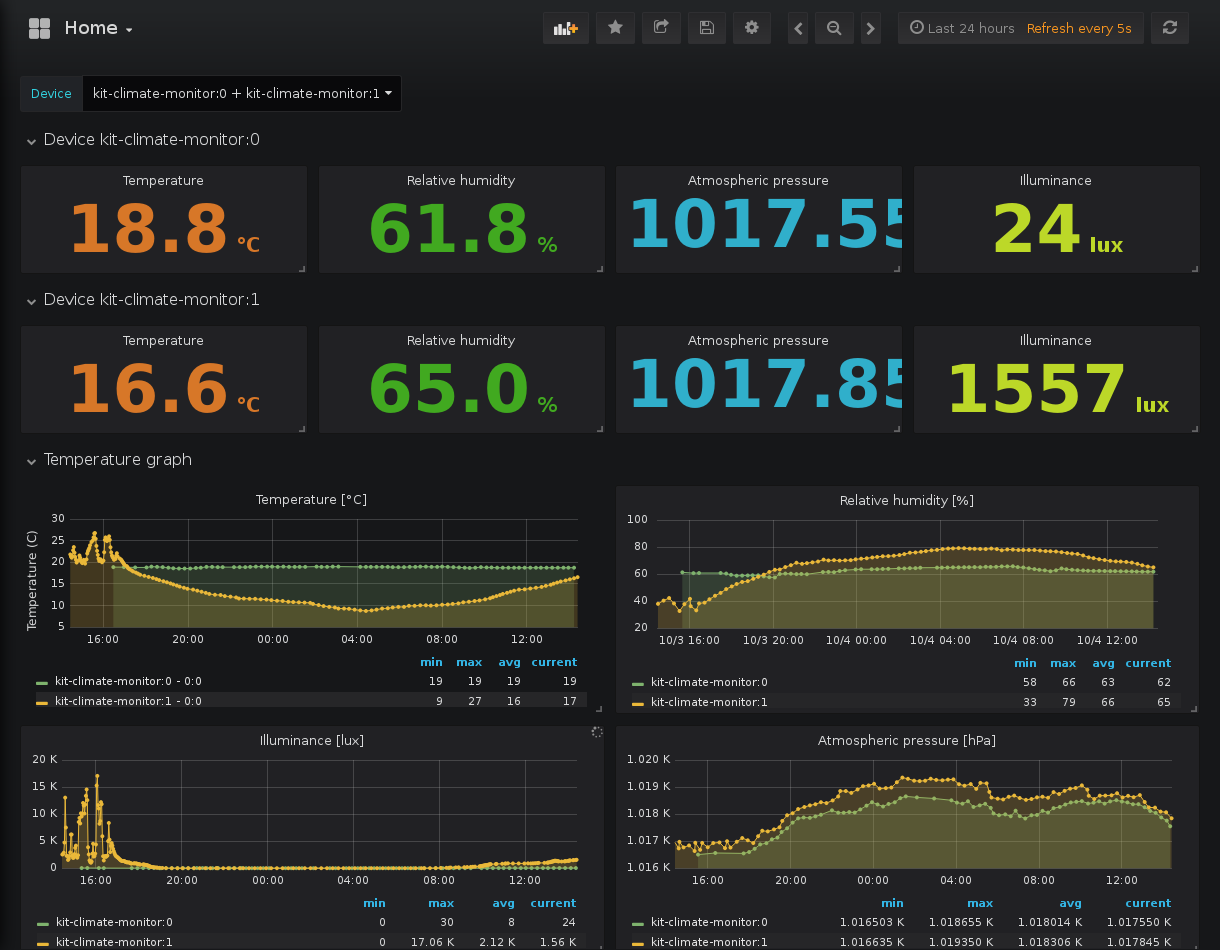 Home
Last 24 hours Refresh every 5s
Device kit-climate-monitor:0 + kit-climate-monitor:1
Device kit-climate-monitor:0
Temperature Relative humidity Atmospheric pressure Illuminance
18.8 °C 61.8 % 1017.55 24 lux
Device kit-climate-monitor:1
Temperature Relative humidity Atmospheric pressure Illuminance
16.6 °C 65.0 % 1017.85 1557 lux
Temperature graph
Temperature [°C]
Temperature (C)
30
25
20
15
10
5
16:00 20:00 00:00 04:00 08:00 12:00
min max avg current
kit-climate-monitor:0 - 0:0 19 19 19 19
kit-climate-monitor:1 - 0:0 9 27 16 17
Relative humidity [%]
100
80
60
40
20
10/3 16:00 10/3 20:00 10/4 00:00 10/4 04:00 10/4 08:00 10/4 12:00
min max avg current
kit-climate-monitor:0 58 66 63 62
kit-climate-monitor:1 33 79 66 65
Illuminance [lux]
20 K
15 K
10 K
5 K
0
16:00 20:00 00:00 04:00 08:00 12:00
min max avg current
kit-climate-monitor:0 0 30 8 24
kit-climate-monitor:1 0 17.06 K 2.12 K 1.56 K
Atmospheric pressure [hPa]
1.020 K
1.019 K
1.018 K
1.017 K
1.016 K
16:00 20:00 00:00 04:00 08:00 12:00
min max avg current
kit-climate-monitor:0 1.016503 K 1.018655 K 1.018014 K 1.017550 K
kit-climate-monitor:1 1.016635 K 1.019350 K 1.018306 K 1.017845 K